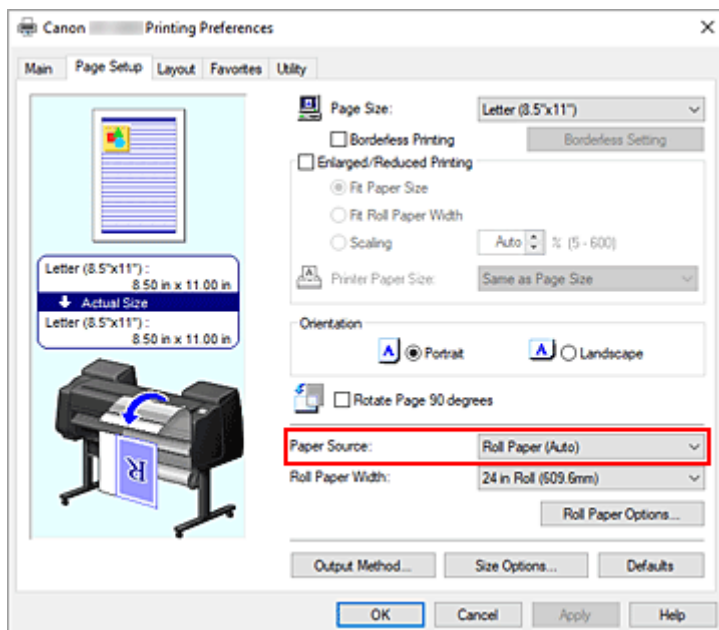 Canon Printing Preferences
Main Page Setup Layout Favorites Utility
Page Size: Letter (8.5"x11")
Borderless Printing Borderless Setting
Enlarged/Reduced Printing
Fit Paper Size
Fit Roll Paper Width
Scaling Auto % (5 - 600)
Printer Paper Size: Same as Page Size
Letter (8.5"x11") :
8.50 in x 11.00 in
Actual Size
Letter (8.5"x11") :
8.50 in x 11.00 in
Orientation
A Portrait A Landscape
Rotate Page 90 degrees
R
Paper Source: Roll Paper (Auto)
Roll Paper Width: 24 in Roll (609.6mm)
Roll Paper Options...
Output Method... Size Options... Defaults
OK Cancel Apply Help